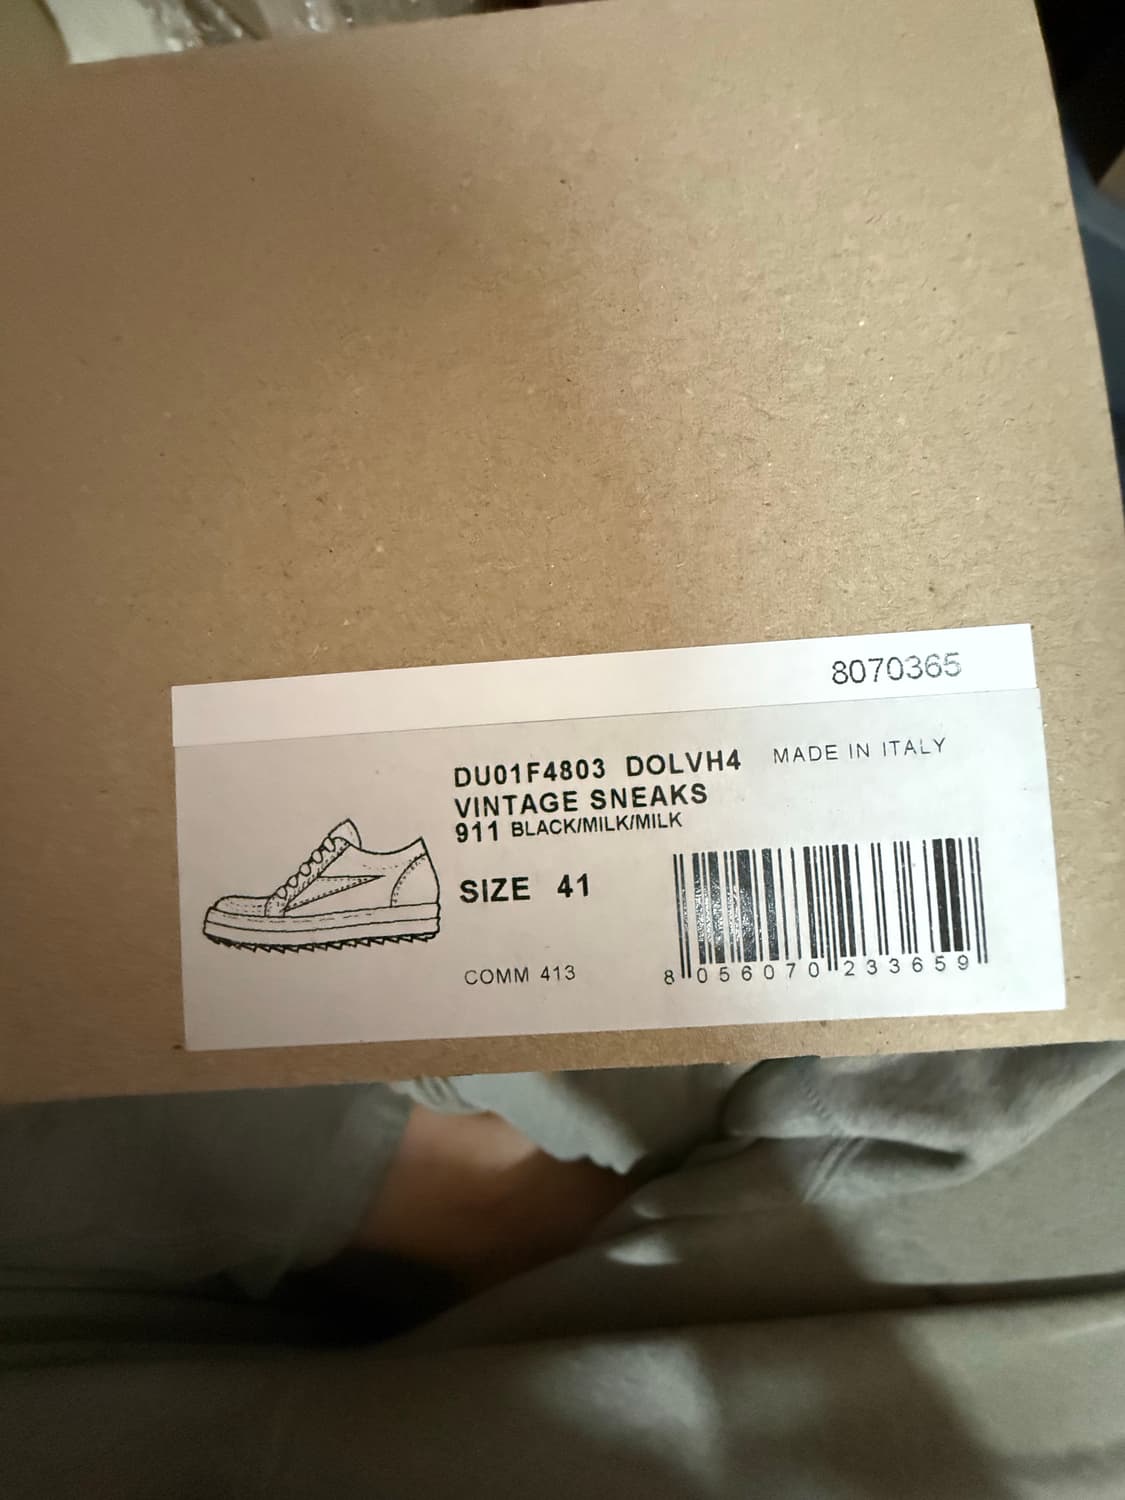 8070365
DU01F4803 DOLVH4 MADE IN ITALY
VINTAGE SNEAKS
911 BLACK/MILK/MILK
SIZE 41
COMM 413
8 056070 233659